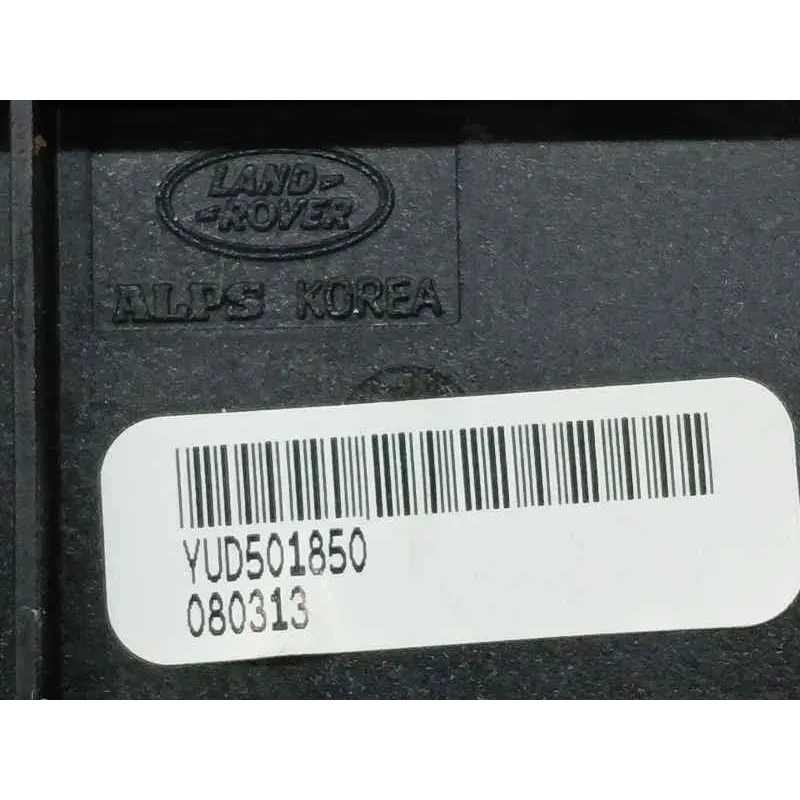 LAND-
-ROVER
ALPS KOREA
YUD501850
080313